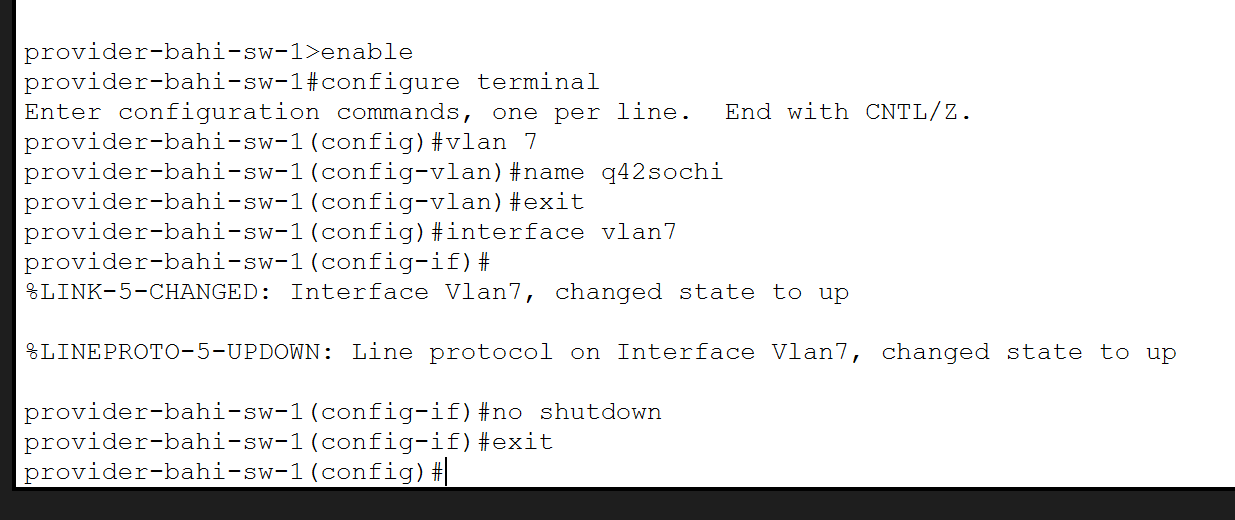 provider-bahi-sw-1>enable
provider-bahi-sw-1#configure terminal
Enter configuration commands, one per line.  End with CNTL/Z.
provider-bahi-sw-1(config)#vlan 7
provider-bahi-sw-1(config-vlan)#name q42sochi
provider-bahi-sw-1(config-vlan)#exit
provider-bahi-sw-1(config)#interface vlan7
provider-bahi-sw-1(config-if)#
%LINK-5-CHANGED: Interface Vlan7, changed state to up
%LINEPROTO-5-UPDOWN: Line protocol on Interface Vlan7, changed state to up
provider-bahi-sw-1(config-if)#no shutdown
provider-bahi-sw-1(config-if)#exit
provider-bahi-sw-1(config)#